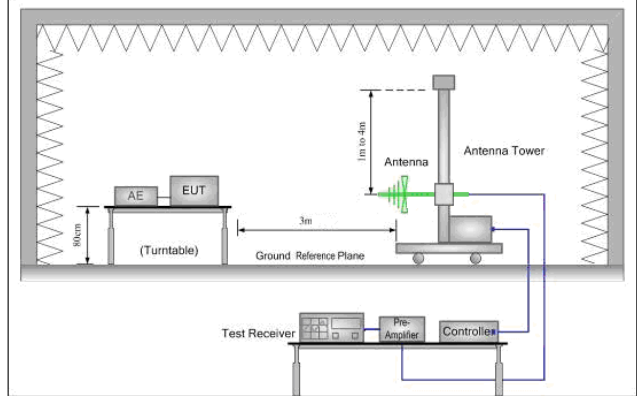 1m to 4m
Antenna
Antenna Tower
AE
EUT
80cm
3m
(Turntable)
Ground Reference Plane
Test Receiver
Pre-
Amplifier
Controller